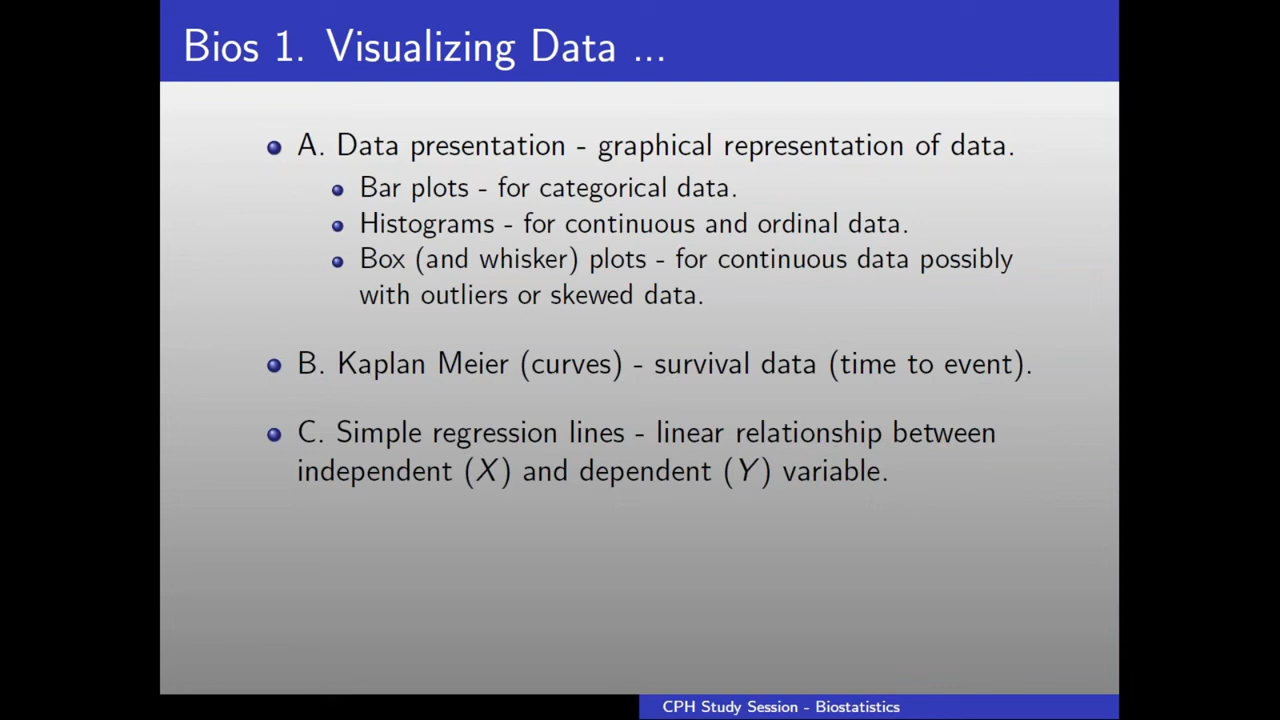 Bios 1. Visualizing Data ...
A. Data presentation - graphical representation of data.
Bar plots - for categorical data.
Histograms - for continuous and ordinal data.
Box (and whisker) plots - for continuous data possibly
with outliers or skewed data.
B. Kaplan Meier (curves) - survival data (time to event).
C. Simple regression lines - linear relationship between
independent (X) and dependent (Y) variable.
CPH Study Session - Biostatistics